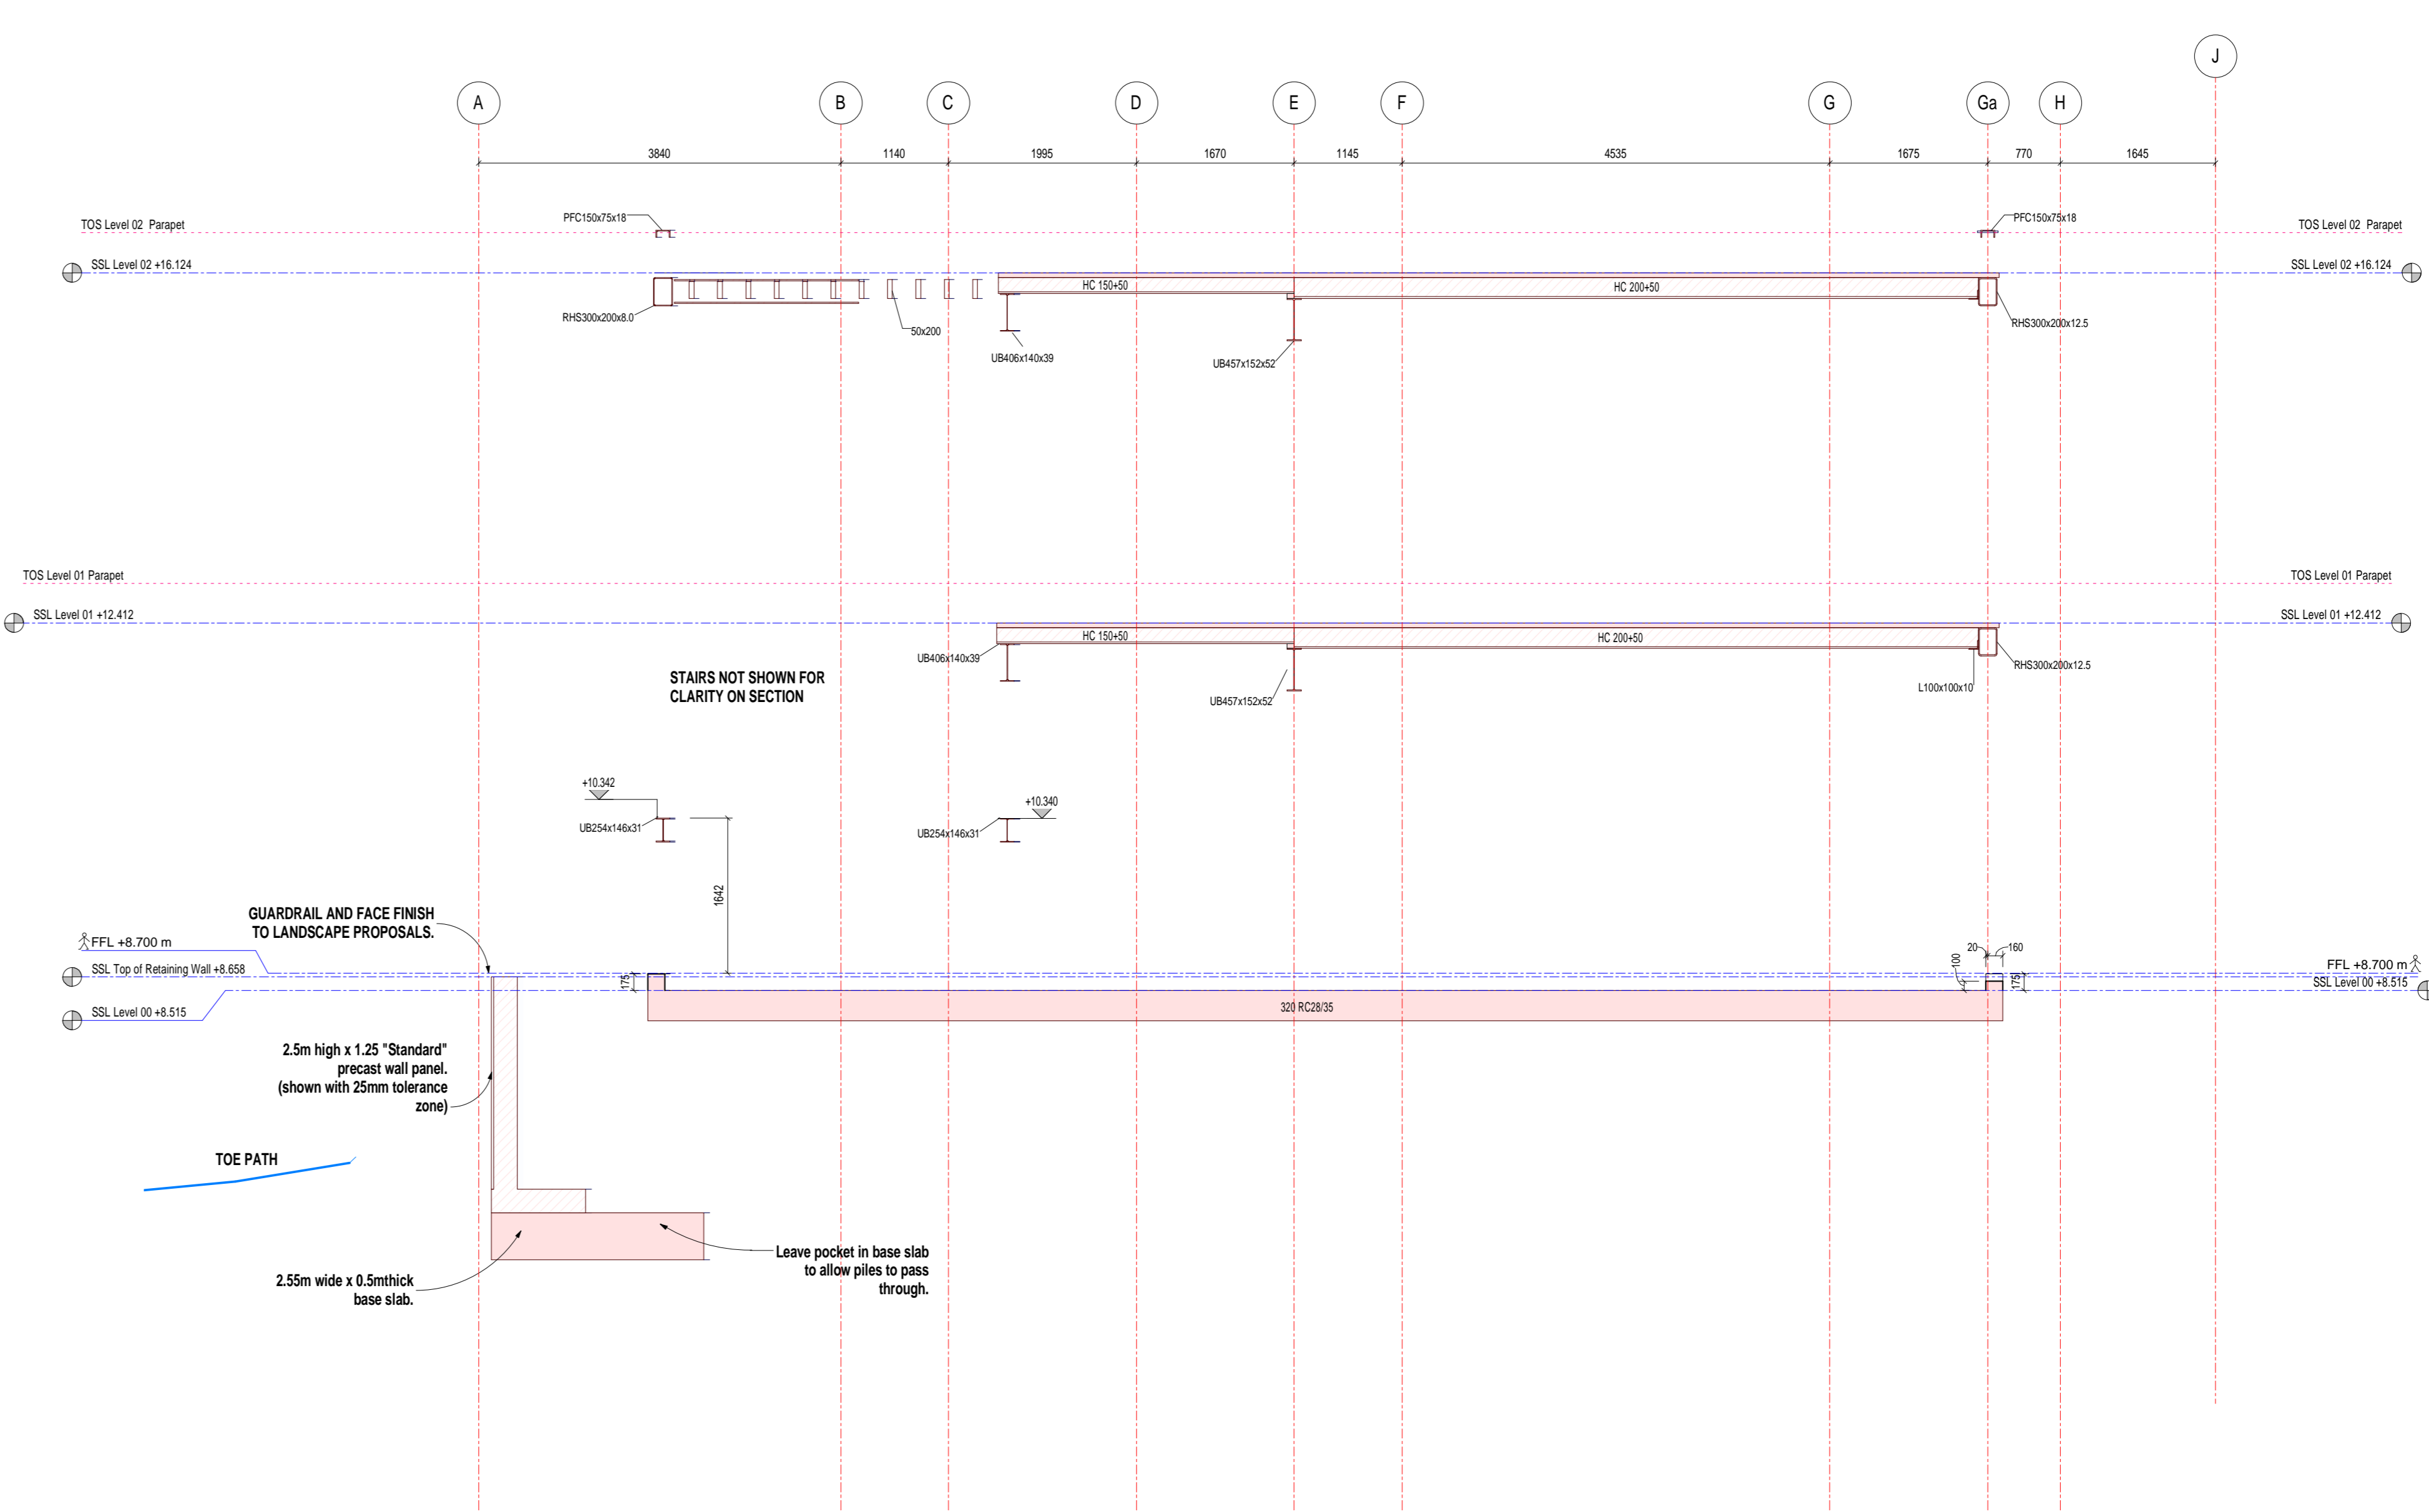 J
A
B
C
D
E
F
G
Ga
H
3840
1140
1995
1670
1145
4535
1675
770
1645
PFC150x75x18
PFC150x75x18
TOS Level 02 Parapet
TOS Level 02 Parapet
SSL Level 02 +16.124
SSL Level 02 +16.124
HC 150+50
HC 200+50
RHS300x200x8.0
50x200
RHS300x200x12.5
UB406x140x39
UB457x152x52
TOS Level 01 Parapet
TOS Level 01 Parapet
SSL Level 01 +12.412
SSL Level 01 +12.412
HC 150+50
HC 200+50
UB406x140x39
RHS300x200x12.5
STAIRS NOT SHOWN FOR
CLARITY ON SECTION
L100x100x10
UB457x152x52
+10.342
+10.340
UB254x146x31
UB254x146x31
1642
GUARDRAIL AND FACE FINISH
TO LANDSCAPE PROPOSALS.
FFL +8.700 m
20
160
100
FFL +8.700 m
SSL Top of Retaining Wall +8.658
175
175
SSL Level 00 +8.515
320 RC28/35
SSL Level 00 +8.515
2.5m high x 1.25 "Standard"
precast wall panel.
(shown with 25mm tolerance
zone)
TOE PATH
Leave pocket in base slab
to allow piles to pass
through.
2.55m wide x 0.5mthick
base slab.